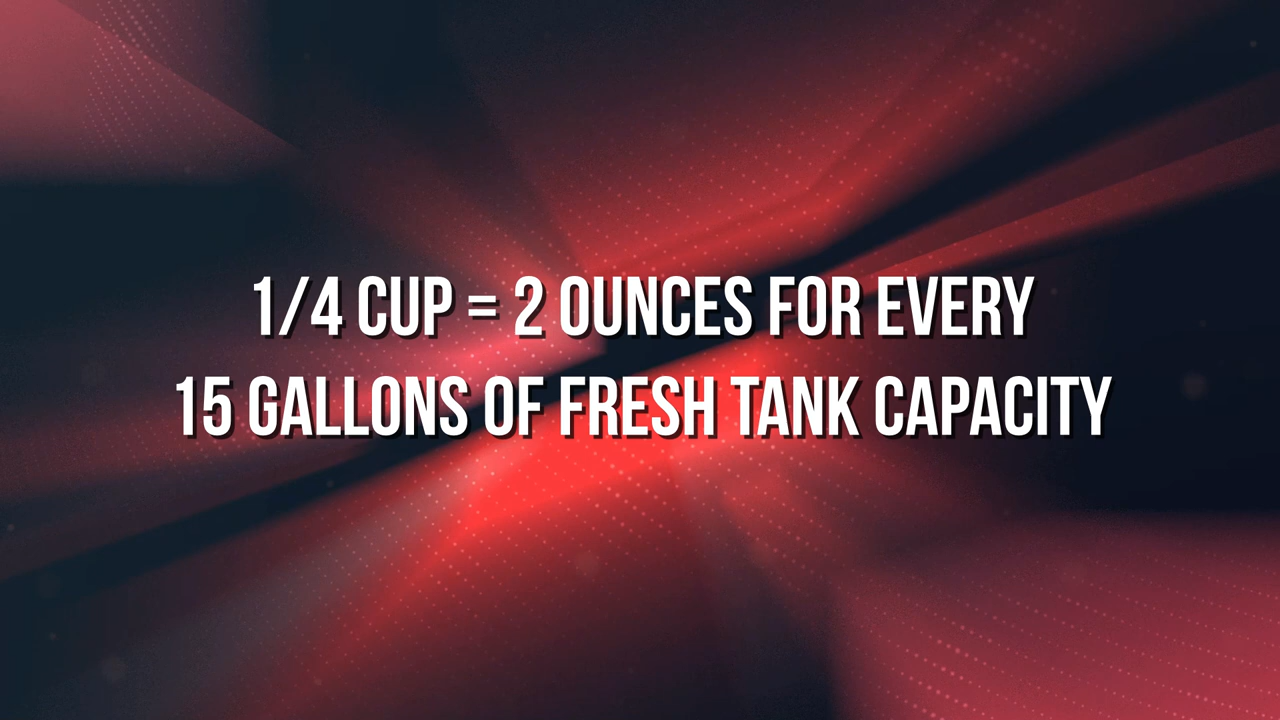 1/4 CUP = 2 OUNCES FOR EVERY
15 GALLONS OF FRESH TANK CAPACITY